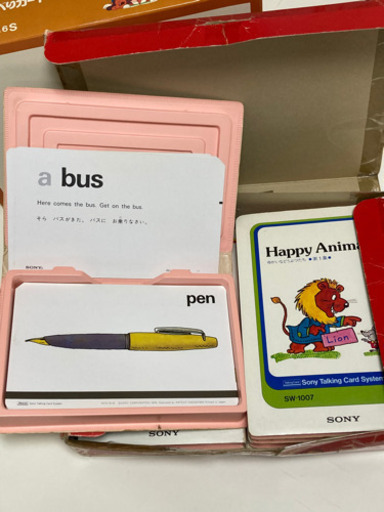 6S
a bus
Here comes the bus. Get on the bus.
そら バスがきた。バスに お乗りなさい。
SONY
pen
SONY
Happy Anima
Lion
Sony Talking Card System
SW-1007
SONY